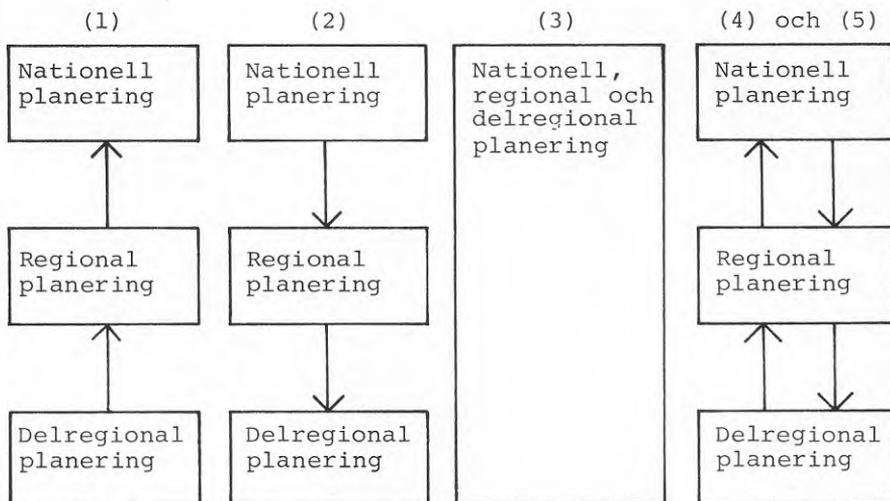 (1)
(2)
(3)
(4) och (5)
Nationell
planering
Nationell
planering
Nationell,
regional och
delregional
planering
Nationell
planering
Regional
planering
Regional
planering
Regional
planering
Delregional
planering
Delregional
planering
Delregional
planering